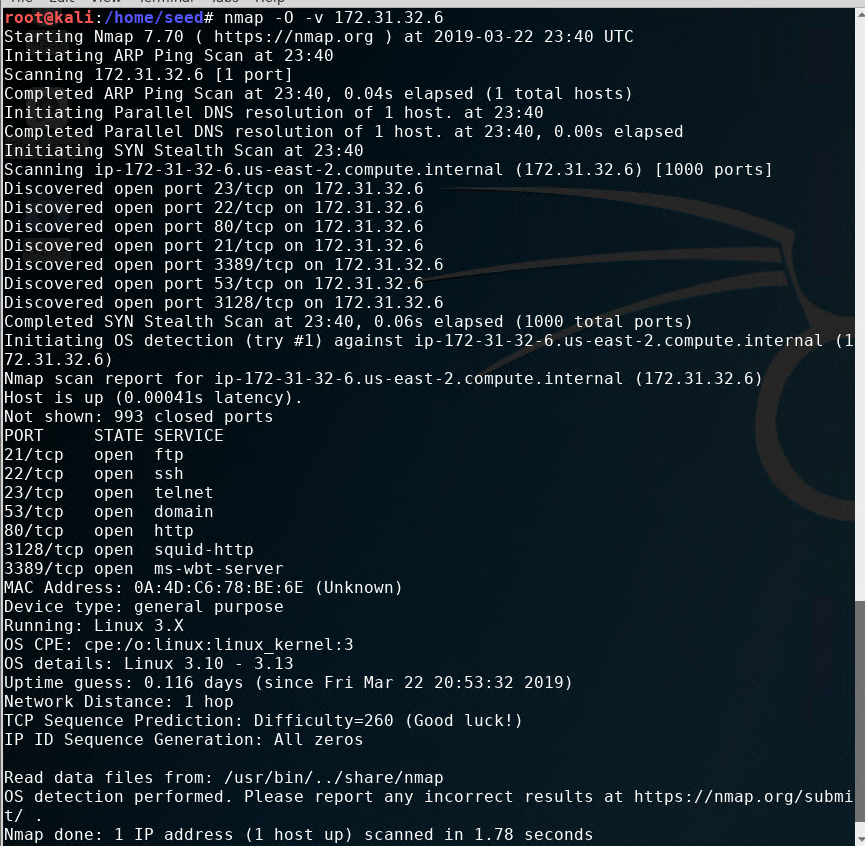 root@kali:/home/seed# nmap -O -v 172.31.32.6
Starting Nmap 7.70 ( https://nmap.org ) at 2019-03-22 23:40 UTC
Initiating ARP Ping Scan at 23:40
Scanning 172.31.32.6 [1 port]
Completed ARP Ping Scan at 23:40, 0.04s elapsed (1 total hosts)
Initiating Parallel DNS resolution of 1 host. at 23:40
Completed Parallel DNS resolution of 1 host. at 23:40, 0.00s elapsed
Initiating SYN Stealth Scan at 23:40
Scanning ip-172-31-32-6.us-east-2.compute.internal (172.31.32.6) [1000 ports]
Discovered open port 23/tcp on 172.31.32.6
Discovered open port 22/tcp on 172.31.32.6
Discovered open port 80/tcp on 172.31.32.6
Discovered open port 21/tcp on 172.31.32.6
Discovered open port 3389/tcp on 172.31.32.6
Discovered open port 53/tcp on 172.31.32.6
Discovered open port 3128/tcp on 172.31.32.6
Completed SYN Stealth Scan at 23:40, 0.06s elapsed (1000 total ports)
Initiating OS detection (try #1) against ip-172-31-32-6.us-east-2.compute.internal (1
72.31.32.6)
Nmap scan report for ip-172-31-32-6.us-east-2.compute.internal (172.31.32.6)
Host is up (0.00041s latency).
Not shown: 993 closed ports
PORT     STATE SERVICE
21/tcp   open  ftp
22/tcp   open  ssh
23/tcp   open  telnet
53/tcp   open  domain
80/tcp   open  http
3128/tcp open  squid-http
3389/tcp open  ms-wbt-server
MAC Address: 0A:4D:C6:78:BE:6E (Unknown)
Device type: general purpose
Running: Linux 3.X
OS CPE: cpe:/o:linux:linux_kernel:3
OS details: Linux 3.10 - 3.13
Uptime guess: 0.116 days (since Fri Mar 22 20:53:32 2019)
Network Distance: 1 hop
TCP Sequence Prediction: Difficulty=260 (Good luck!)
IP ID Sequence Generation: All zeros

Read data files from: /usr/bin/../share/nmap
OS detection performed. Please report any incorrect results at https://nmap.org/submi
t/ .
Nmap done: 1 IP address (1 host up) scanned in 1.78 seconds